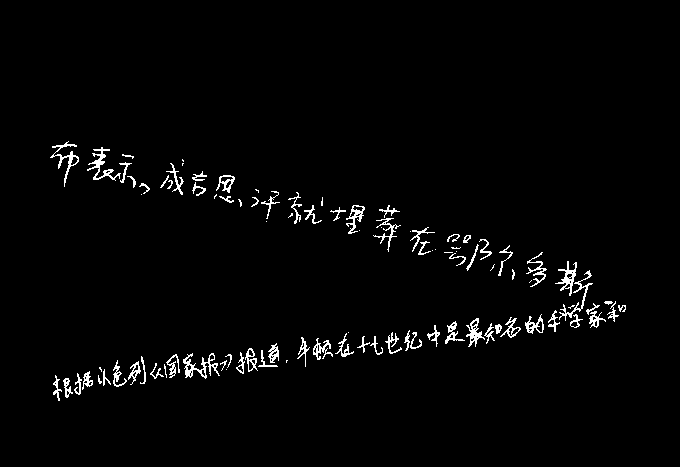 布表示,成吉思汗就埋葬在鄂尔多斯
根据以色列《国家报》报道,牛顿在十七世纪中是最知名的科学家和